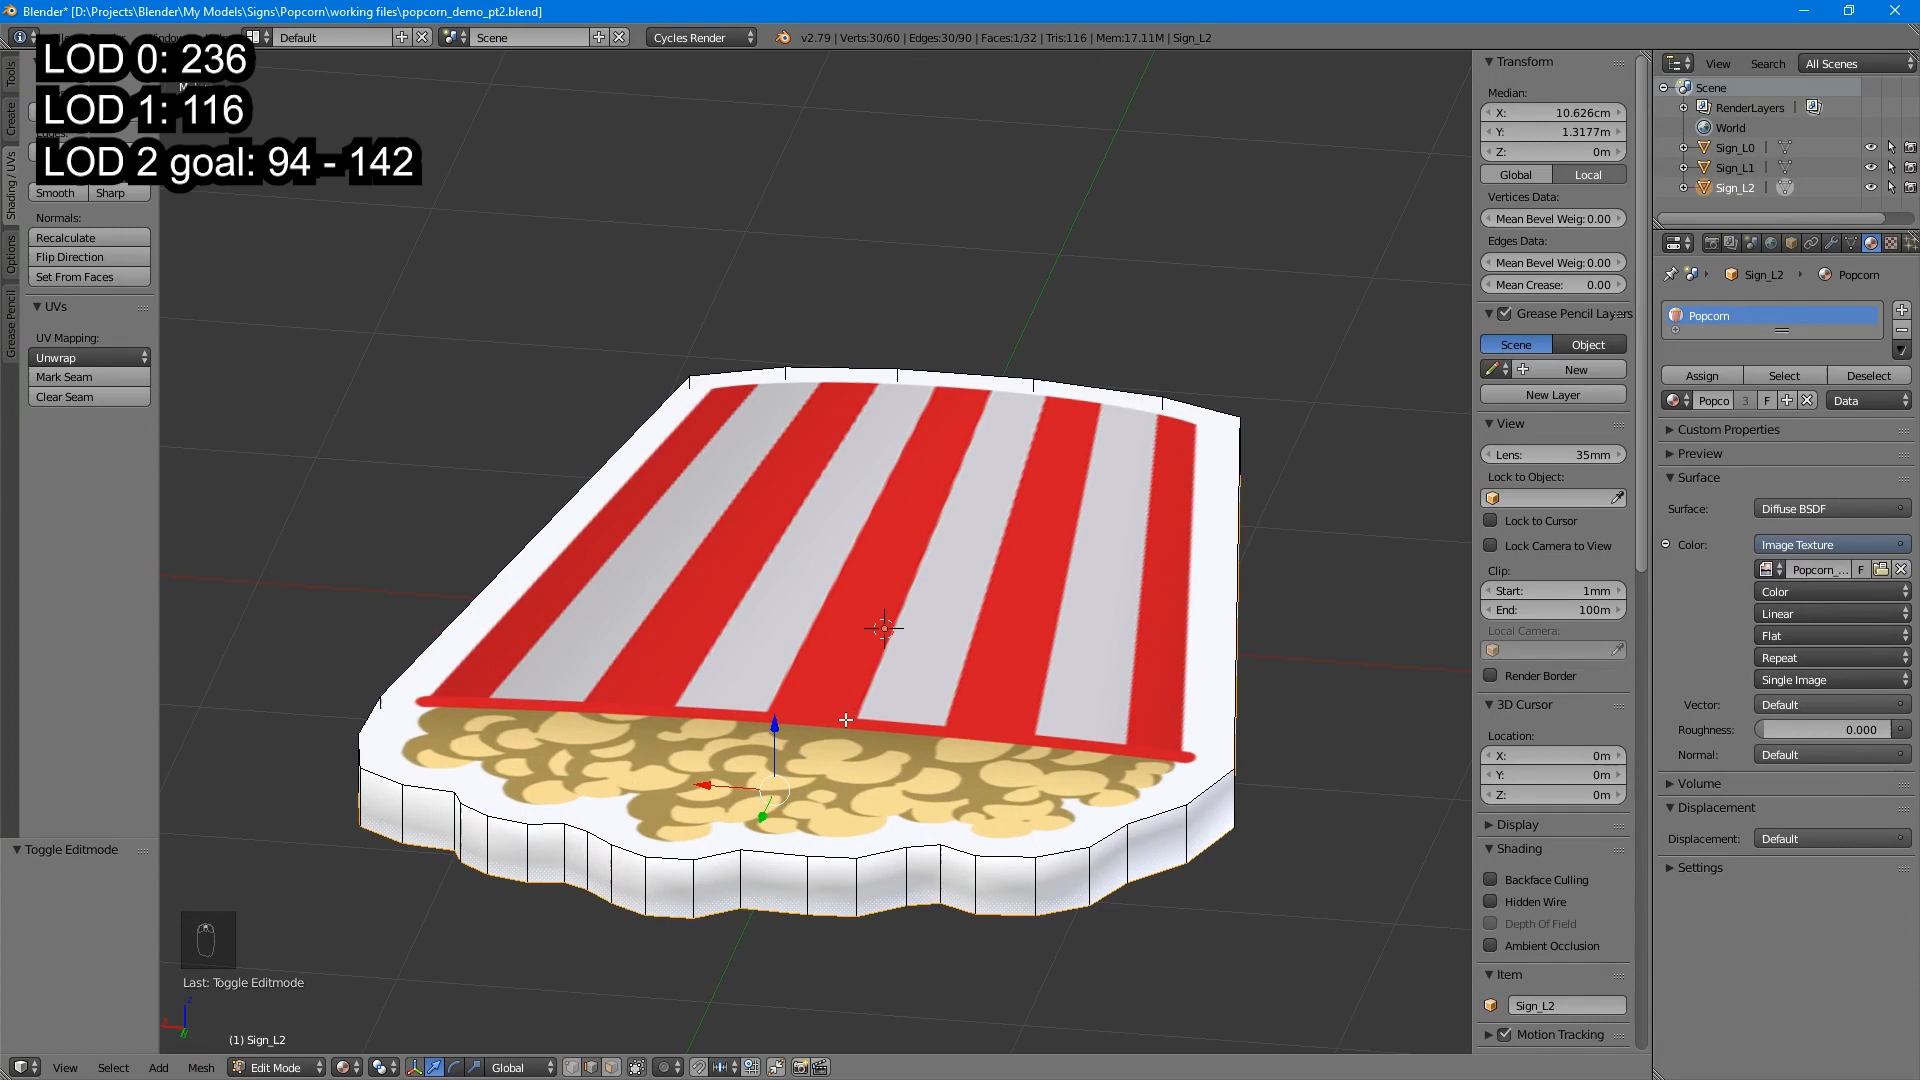 Blender* [D:\Projects\Blender\My Models\Signs\Popcorn\working files\popcorn_demo_pt2.blend]
Default
Scene
Cycles Render
v2.79 | Verts:30/60 | Edges:30/90 | Faces:1/32 | Tris:116 | Mem:17.11M | Sign_L2
LOD 0: 236
LOD 1: 116
LOD 2 goal: 94 - 142
Tools
Create
Shading / UVs
Options
Grease Pencil
Smooth
Sharp
Normals:
Recalculate
Flip Direction
Set From Faces
UVs
UV Mapping:
Unwrap
Mark Seam
Clear Seam
Toggle Editmode
Last: Toggle Editmode
(1) Sign_L2
View
Select
Add
Mesh
Edit Mode
Global
Transform
Median:
X: 10.626cm
Y: 1.3177m
Z: 0m
Global
Local
Vertices Data:
Mean Bevel Weig: 0.00
Edges Data:
Mean Bevel Weig: 0.00
Mean Crease: 0.00
Grease Pencil Layers
Scene
Object
New
New Layer
View
Lens: 35mm
Lock to Object:
Lock to Cursor
Lock Camera to View
Clip:
Start: 1mm
End: 100m
Local Camera:
Render Border
3D Cursor
Location:
X: 0m
Y: 0m
Z: 0m
Display
Shading
Backface Culling
Hidden Wire
Depth Of Field
Ambient Occlusion
Item
Sign_L2
Motion Tracking
View
Search
All Scenes
Scene
RenderLayers
World
Sign_L0
Sign_L1
Sign_L2
Sign_L2
Popcorn
Popcorn
Assign
Select
Deselect
Popco
3
F
Data
Custom Properties
Preview
Surface
Surface: Diffuse BSDF
Color: Image Texture
Popcorn_...
F
Color
Linear
Flat
Repeat
Single Image
Vector: Default
Roughness: 0.000
Normal: Default
Volume
Displacement
Displacement: Default
Settings